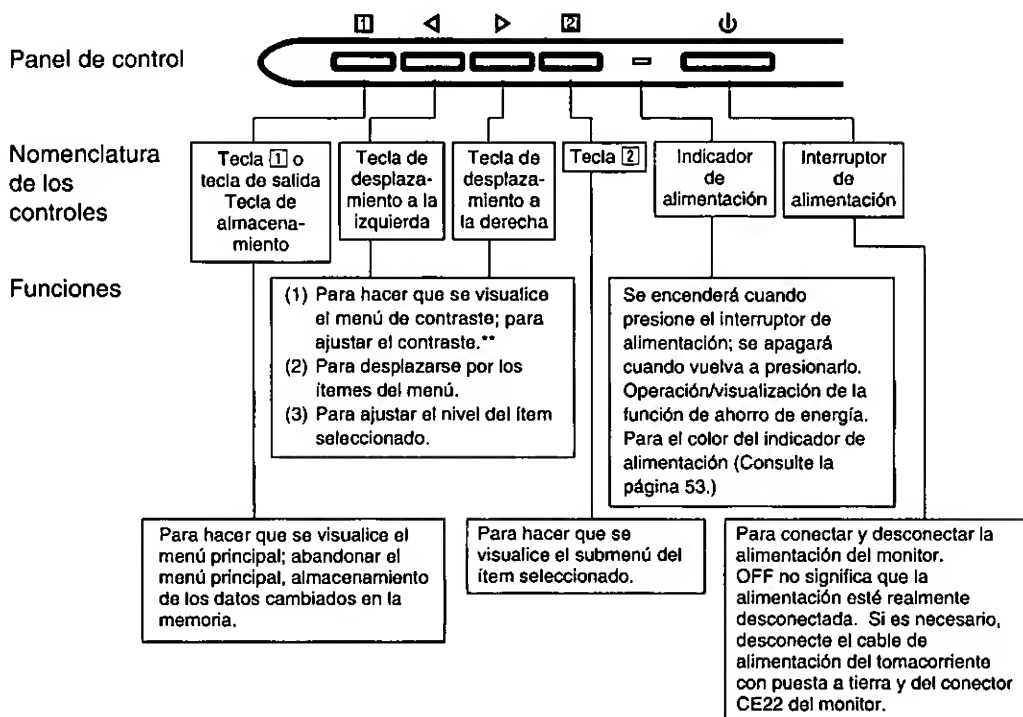 1 2
Panel de control
Nomenclatura
de los
controles
Tecla 1 o
tecla de salida
Tecla de
almacena-
miento
Tecla de
desplaza-
miento a la
izquierda
Tecla de
desplaza-
miento a
la derecha
Tecla 2
Indicador
de
alimentación
Interruptor
de
alimentación
Funciones
(1) Para hacer que se visualice
el menú de contraste; para
ajustar el contraste.**
(2) Para desplazarse por los
ítemes del menú.
(3) Para ajustar el nivel del ítem
seleccionado.
Se encenderá cuando
presione el interruptor de
alimentación; se apagará
cuando vuelva a presionarlo.
Operación/visualización de la
función de ahorro de energía.
Para el color del indicador de
alimentación (Consulte la
página 53.)
Para hacer que se visualice el
menú principal; abandonar el
menú principal, almacenamiento
de los datos cambiados en la
memoria.
Para hacer que se
visualice el submenú del
ítem seleccionado.
Para conectar y desconectar la
alimentación del monitor.
OFF no significa que la
alimentación esté realmente
desconectada. Si es necesario,
desconecte el cable de
alimentación del tomacorriente
con puesta a tierra y del conector
CE22 del monitor.